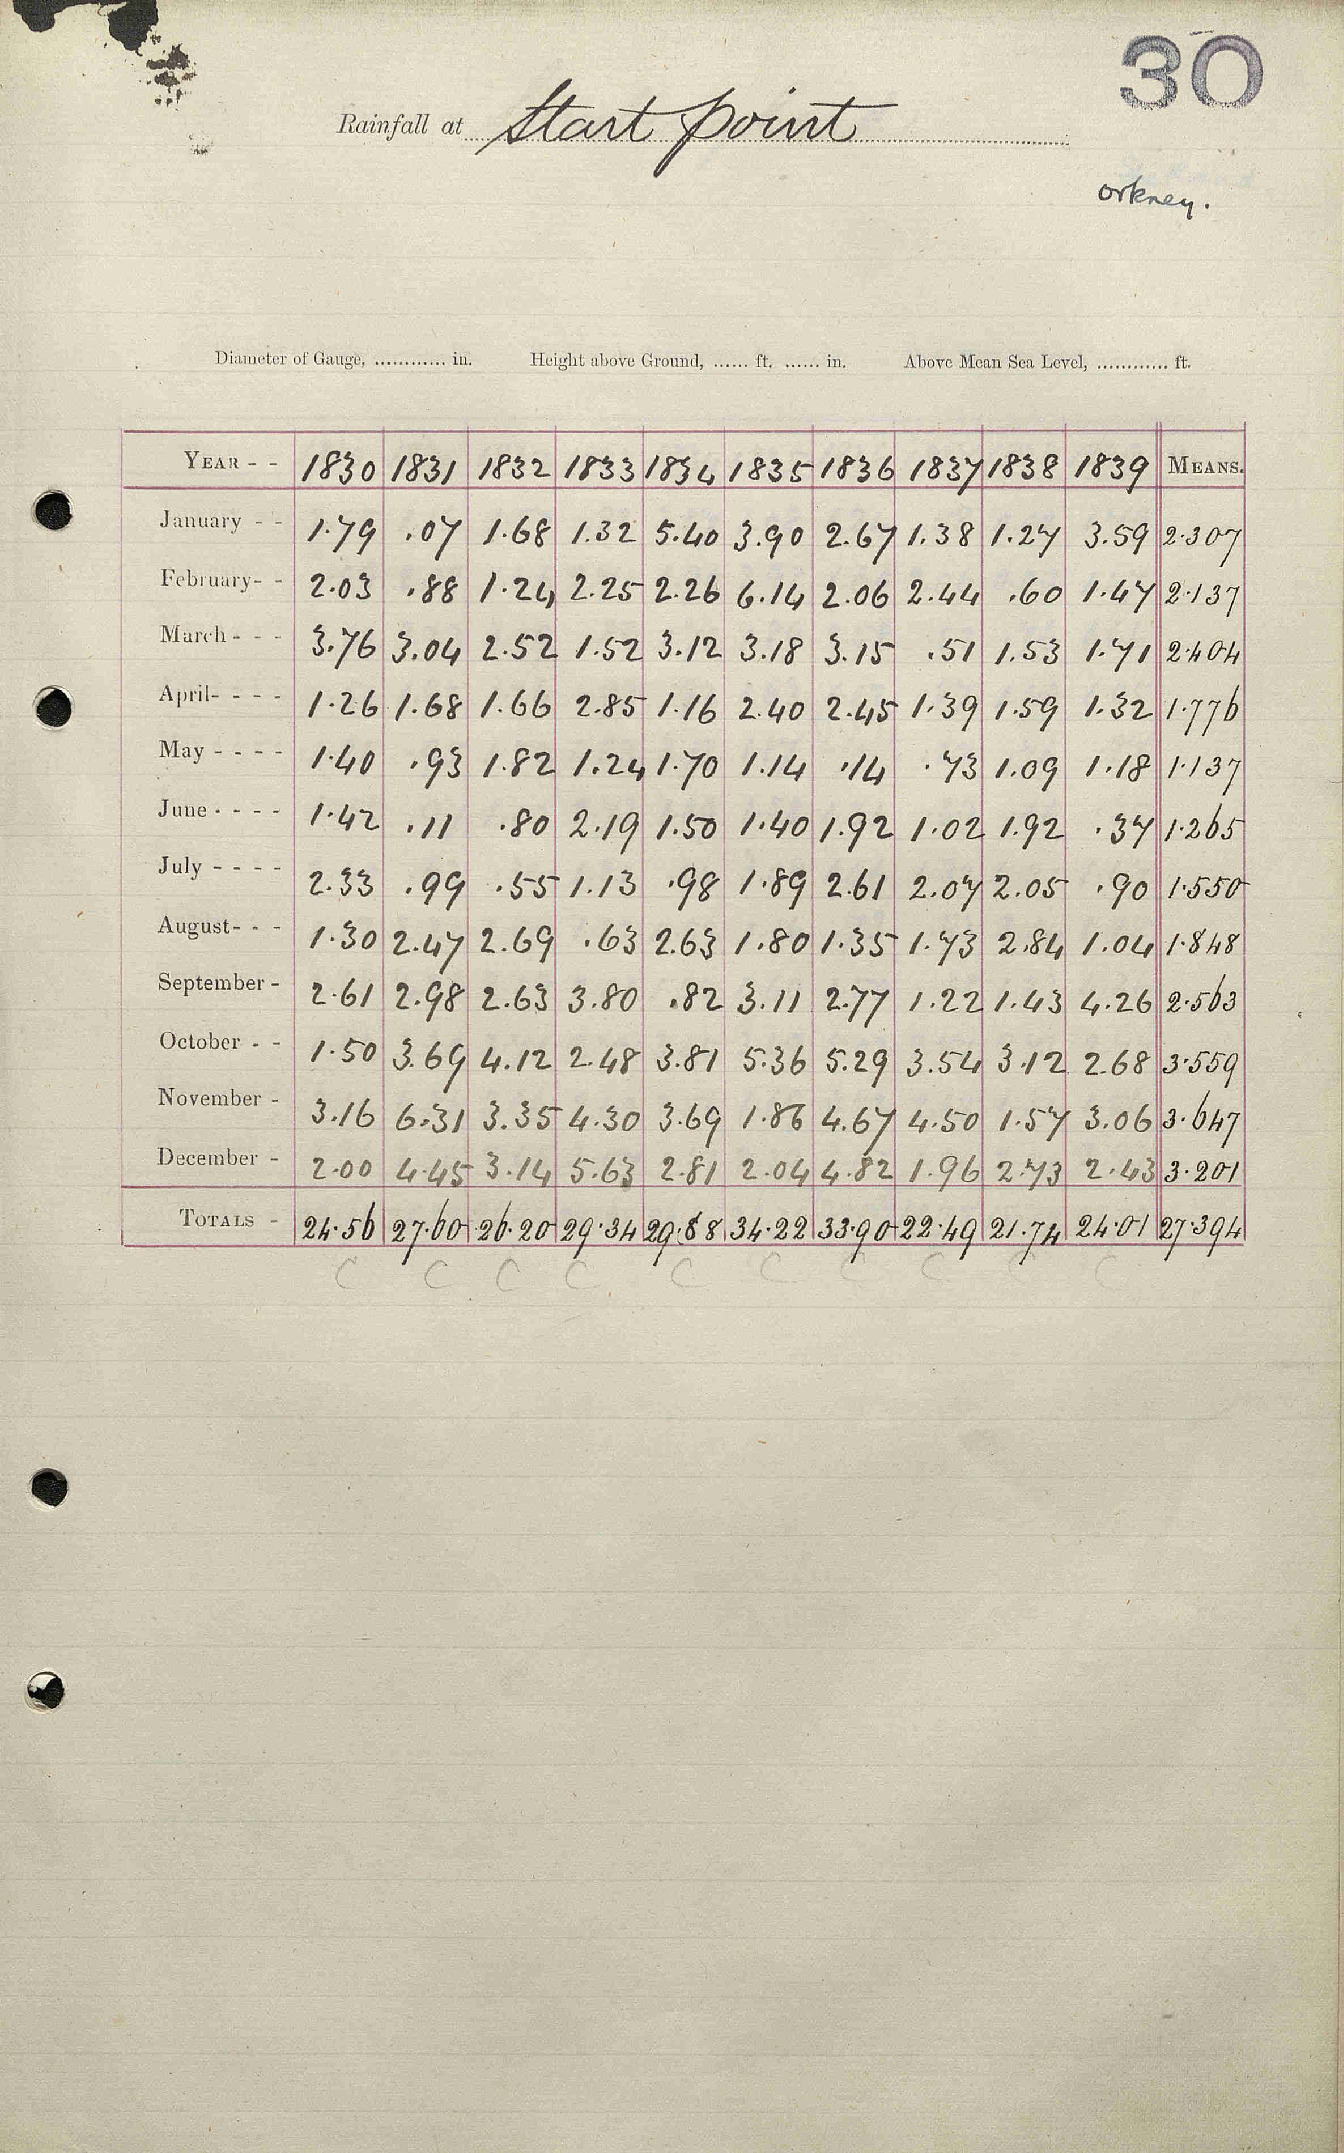 30
Rainfall at Start Point
Orkney.
Diameter of Gauge, ............ in. Height above Ground, ...... ft. ...... in. Above Mean Sea Level, ............ ft.
YEAR - - 1830 1831 1832 1833 1834 1835 1836 1837 1838 1839 MEANS.
January - - 1.79 .07 1.68 1.32 5.40 3.90 2.67 1.38 1.27 3.59 2.307
February- - 2.03 .88 1.24 2.25 2.26 6.14 2.06 2.44 .60 1.47 2.137
March - - - 3.76 3.04 2.52 1.52 3.12 3.18 3.15 .51 1.53 1.71 2.404
April- - - - 1.26 1.68 1.66 2.85 1.16 2.40 2.45 1.39 1.59 1.32 1.776
May - - - - 1.40 .93 1.82 1.24 1.70 1.14 .14 .73 1.09 1.18 1.137
June - - - - 1.42 .11 .80 2.19 1.50 1.40 1.92 1.02 1.92 .37 1.265
July - - - - 2.33 .99 .55 1.13 .98 1.89 2.61 2.07 2.05 .90 1.550
August- - - 1.30 2.47 2.69 .63 2.63 1.80 1.35 1.73 2.84 1.04 1.848
September - 2.61 2.98 2.63 3.80 .82 3.11 2.77 1.22 1.43 4.26 2.563
October - - 1.50 3.69 4.12 2.48 3.81 5.36 5.29 3.54 3.12 2.68 3.559
November - 3.16 6.31 3.35 4.30 3.69 1.86 4.67 4.50 1.57 3.06 3.647
December - 2.00 4.45 3.14 5.63 2.81 2.04 4.82 1.96 2.73 2.43 3.201
TOTALS - 24.56 27.60 26.20 29.34 29.88 34.22 33.90 22.49 21.74 24.01 27.394
C C C C C C C C C C